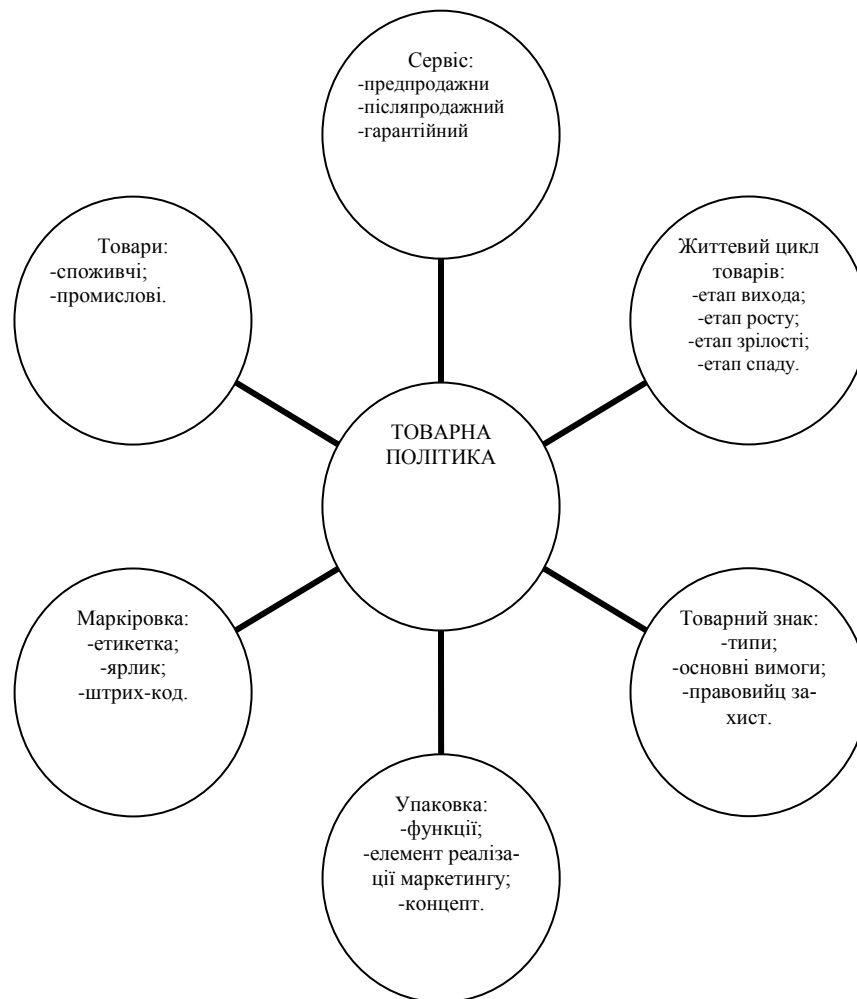 Сервіс:
-предпродажни
-післяпродажний
-гарантійний
Товари:
-споживчі;
-промислові.
Життевий цикл
товарів:
-етап вихода;
-етап росту;
-етап зрілості;
-етап спаду.
ТОВАРНА
ПОЛІТИКА
Маркіровка:
-етикетка;
-ярлик;
-штрих-код.
Товарний знак:
-типи;
-основні вимоги;
-правовийц за-
хист.
Упаковка:
-функції;
-елемент реаліза-
ції маркетингу;
-концепт.